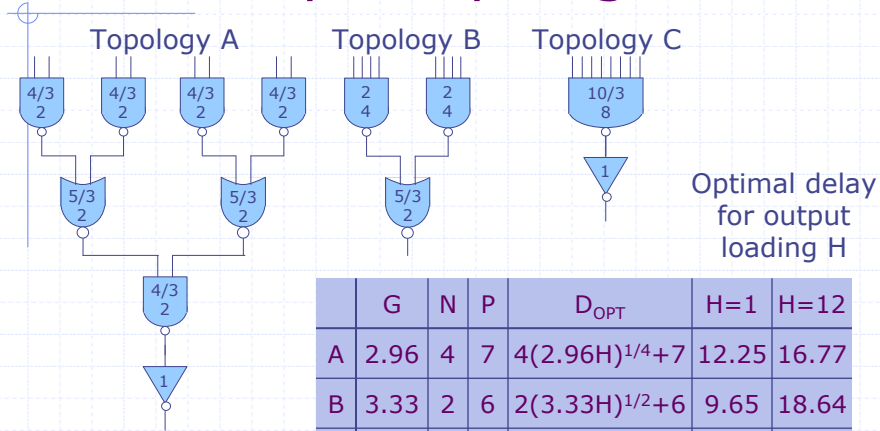 Topology A Topology B Topology C
4/3 4/3 4/3 4/3 2 2 10/3
2 2 2 2 4 4 8
5/3 5/3 5/3 1
2 2 2
Optimal delay
for output
loading H
4/3
2
1
G N P D_OPT H=1 H=12
A 2.96 4 7 4(2.96H)^1/4+7 12.25 16.77
B 3.33 2 6 2(3.33H)^1/2+6 9.65 18.64